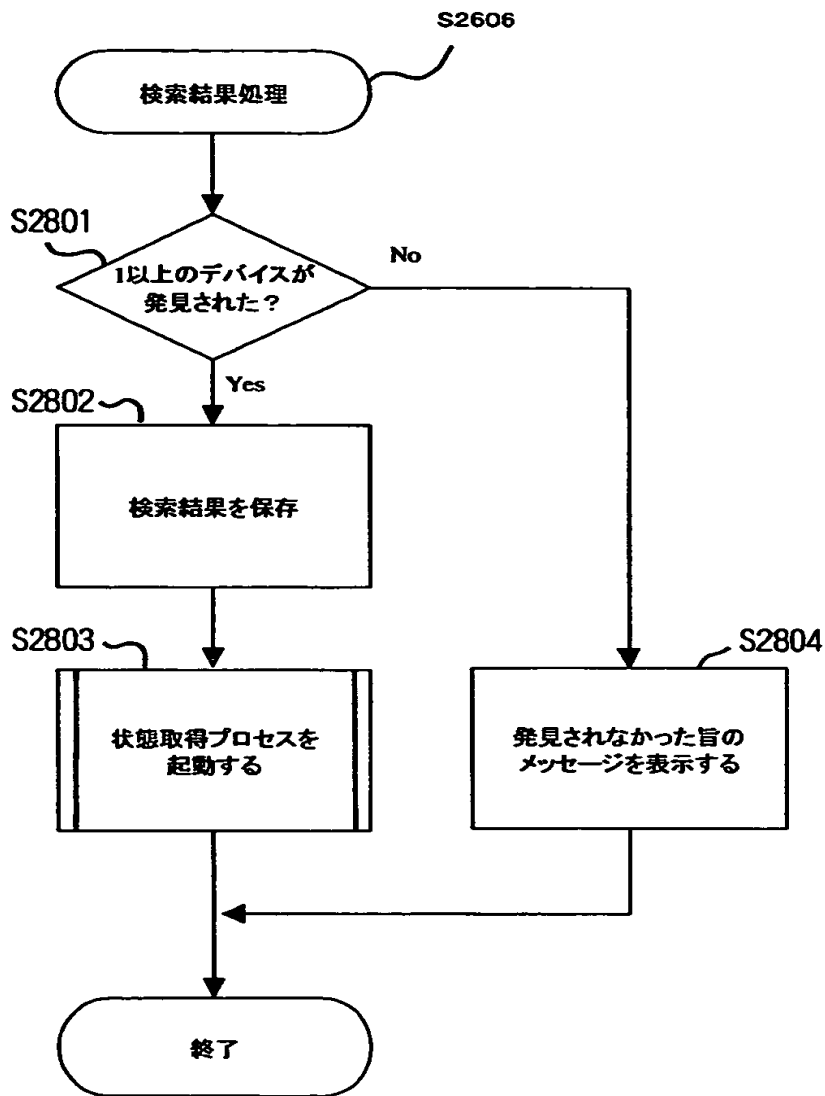 S2606
検索結果処理
S2801
1以上のデバイスが
発見された？
No
Yes
S2802
検索結果を保存
S2803
状態取得プロセスを
起動する
S2804
発見されなかった旨の
メッセージを表示する
終了